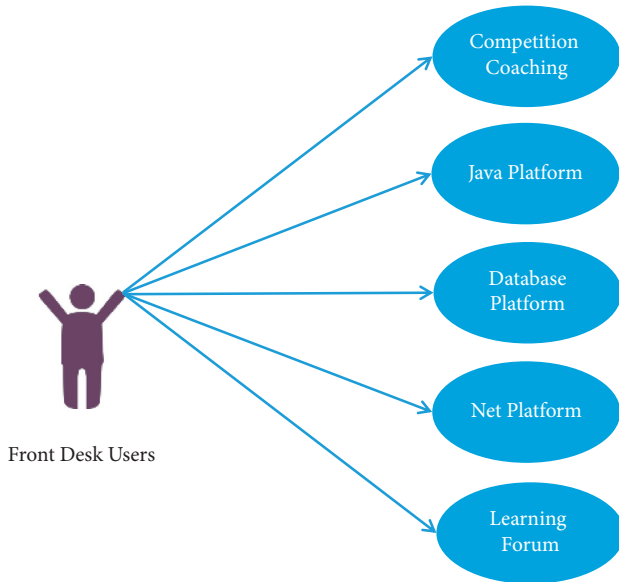 Competition
Coaching
Java Platform
Database
Platform
Net Platform
Front Desk Users
Learning
Forum